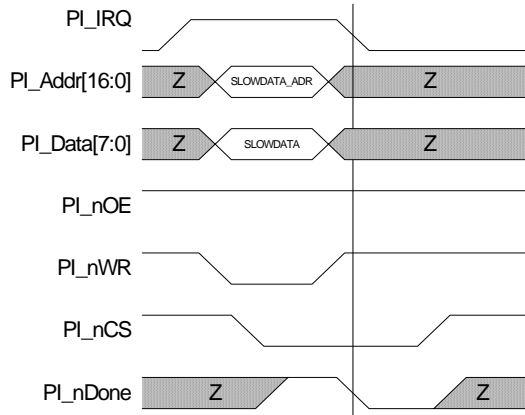 PI_IRQ
PI_Addr[16:0] Z SLOWDATA_ADR Z
PI_Data[7:0] Z SLOWDATA Z
PI_nOE
PI_nWR
PI_nCS
PI_nDone Z Z